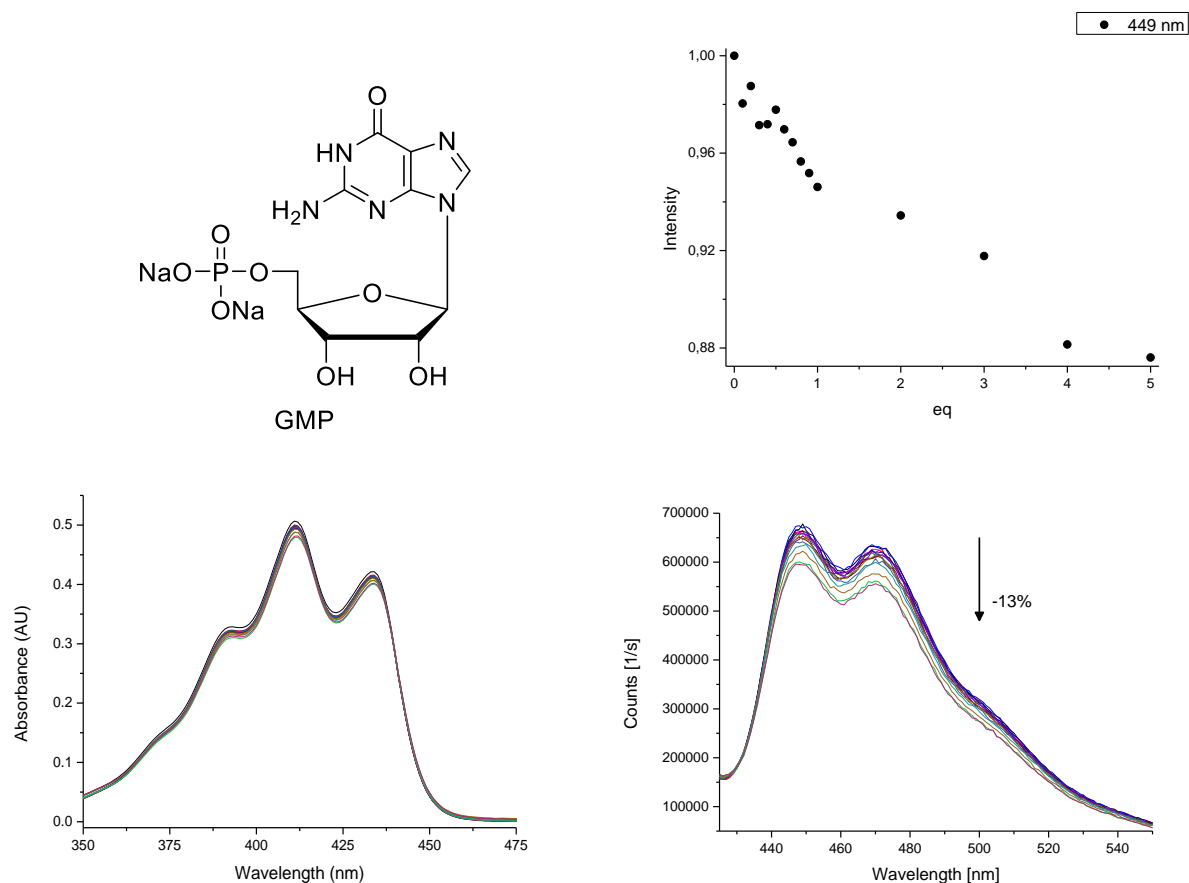 O
HN
N
H₂N
N
N
O
NaO
P
O
ONa
O
OH
OH
GMP
449 nm
1,00
0,96
0,92
0,88
Intensity
0
1
2
3
4
5
eq
0.5
0.4
0.3
0.2
0.1
0.0
Absorbance (AU)
350
375
400
425
450
475
Wavelength (nm)
700000
600000
500000
400000
300000
200000
100000
Counts [1/s]
-13%
440
460
480
500
520
540
Wavelength [nm]